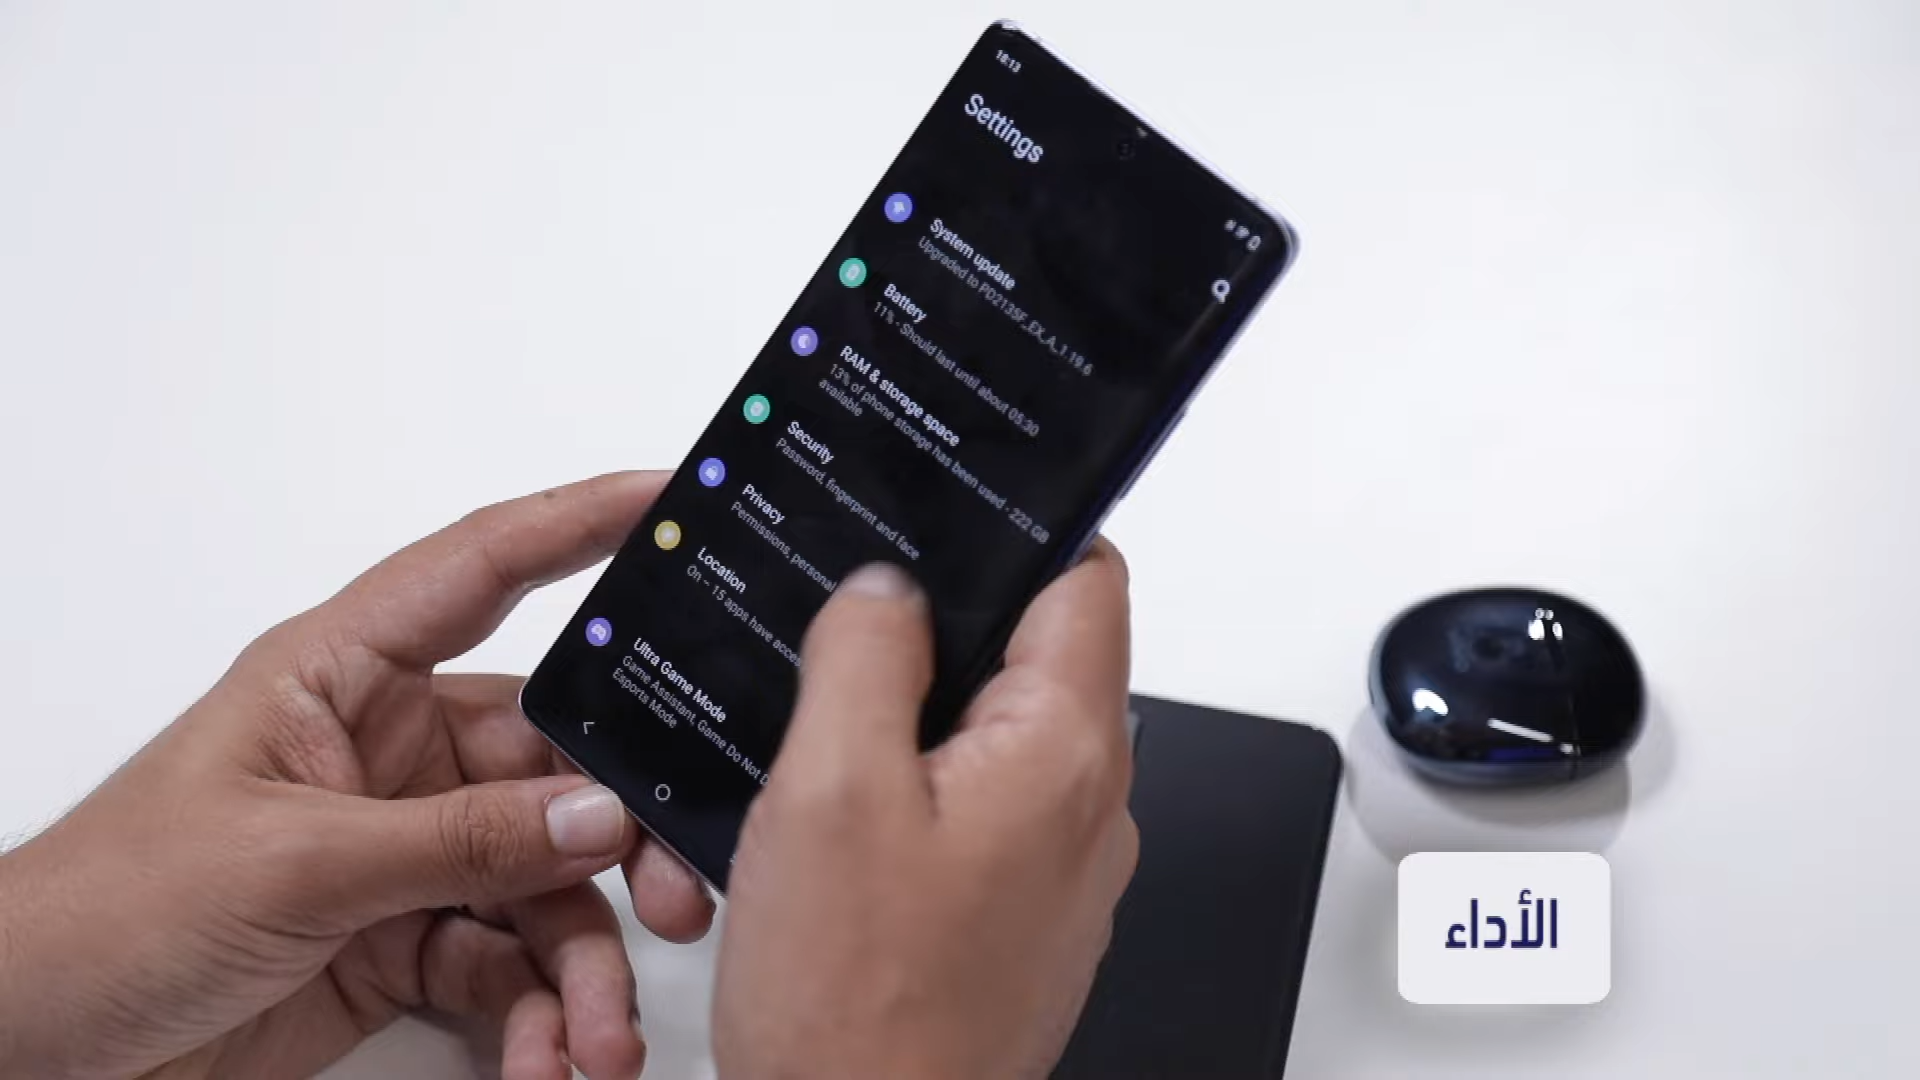 18:13
Settings
System update
Upgraded to PD2135F_EX_A_1.19.6
Battery
11% - Should last until about 05:30
RAM & storage space
13% of phone storage has been used - 222 GB
available
Security
Password, fingerprint and face
Privacy
Permissions, personal
Location
On – 15 apps have acces
Ultra Game Mode
Game Assistant, Game Do Not D
Esports Mode
الأداء